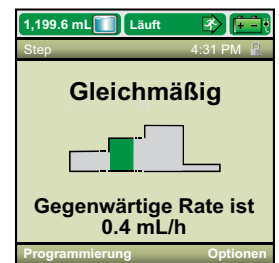 1,199.6 mL Läuft
Step 4:31 PM
Gleichmäßig
Gegenwärtige Rate ist
0.4 mL/h
Programmierung Optionen